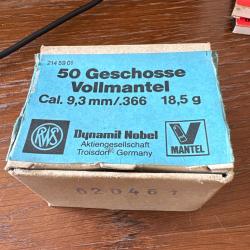 214 59 01
50 Geschosse
Vollmantel
Cal. 9,3 mm/.366 18,5 g
RWS
Dynamit Nobel
Aktiengesellschaft
Troisdorf - Germany
V
MANTEL